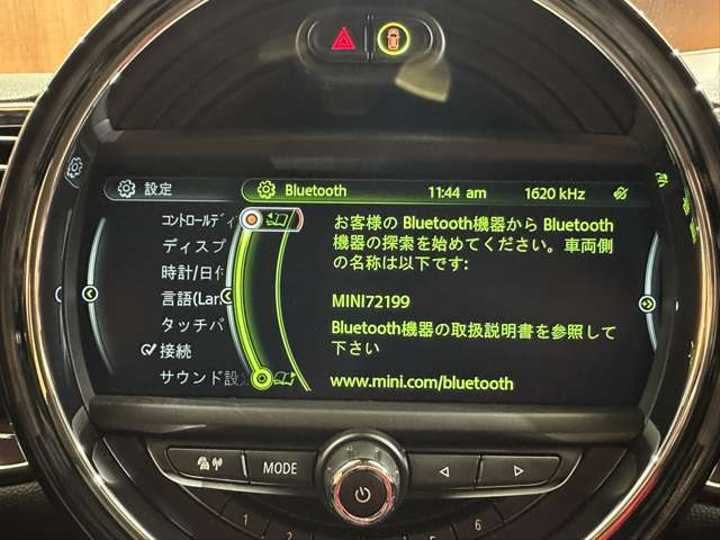 設定
Bluetooth 11:44 am 1620 kHz
コントロールディ
ディスプ
時計/日付
言語(Lan
タッチパ
接続
サウンド設
お客様の Bluetooth機器から Bluetooth
機器の探索を始めてください。車両側
の名称は以下です:
MINI72199
Bluetooth機器の取扱説明書を参照して
下さい
www.mini.com/bluetooth
MODE
1 2 5 6